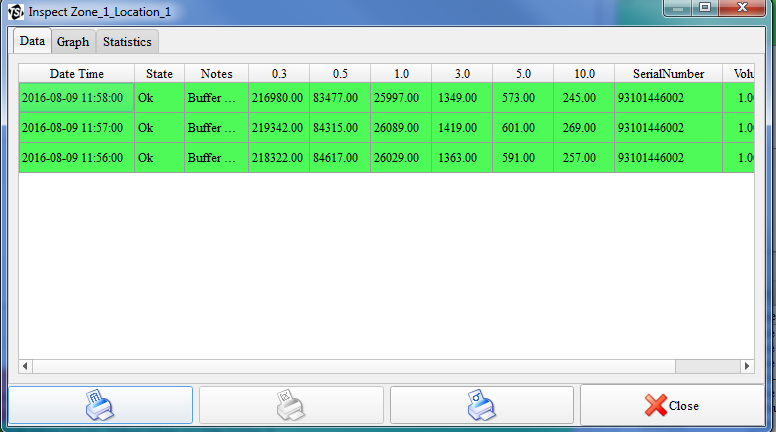 TSI Inspect Zone_1_Location_1
Data Graph Statistics
Date Time State Notes 0.3 0.5 1.0 3.0 5.0 10.0 SerialNumber Volu
2016-08-09 11:58:00 Ok Buffer ... 216980.00 83477.00 25997.00 1349.00 573.00 245.00 93101446002 1.0
2016-08-09 11:57:00 Ok Buffer ... 219342.00 84315.00 26089.00 1419.00 601.00 269.00 93101446002 1.0
2016-08-09 11:56:00 Ok Buffer ... 218322.00 84617.00 26029.00 1363.00 591.00 257.00 93101446002 1.0
Close